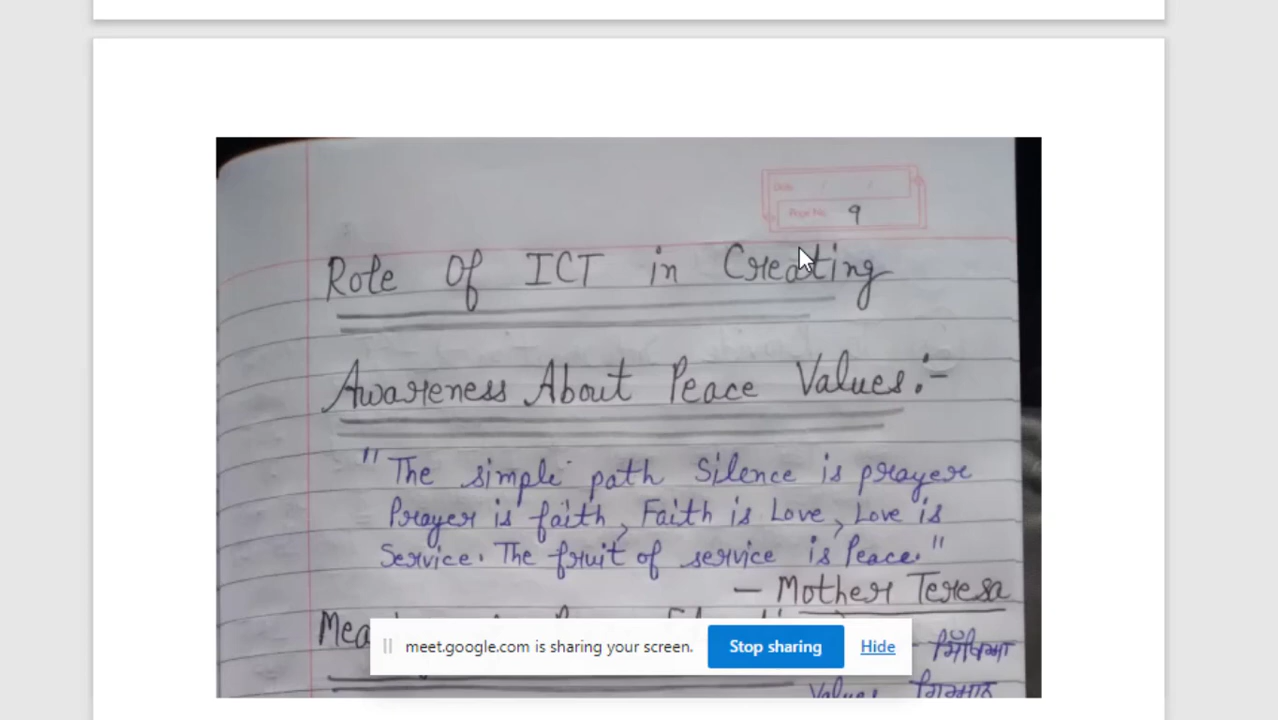 Date / /
Page No. 9
Role Of ICT in Creating
Awareness About Peace Values:-
"The simple path Silence is prayer
Prayer is faith, Faith is Love, Love is
Service. The fruit of service is Peace."
— Mother Teresa
ਸਿੱਖਿਆ
meet.google.com is sharing your screen. Stop sharing Hide
Values